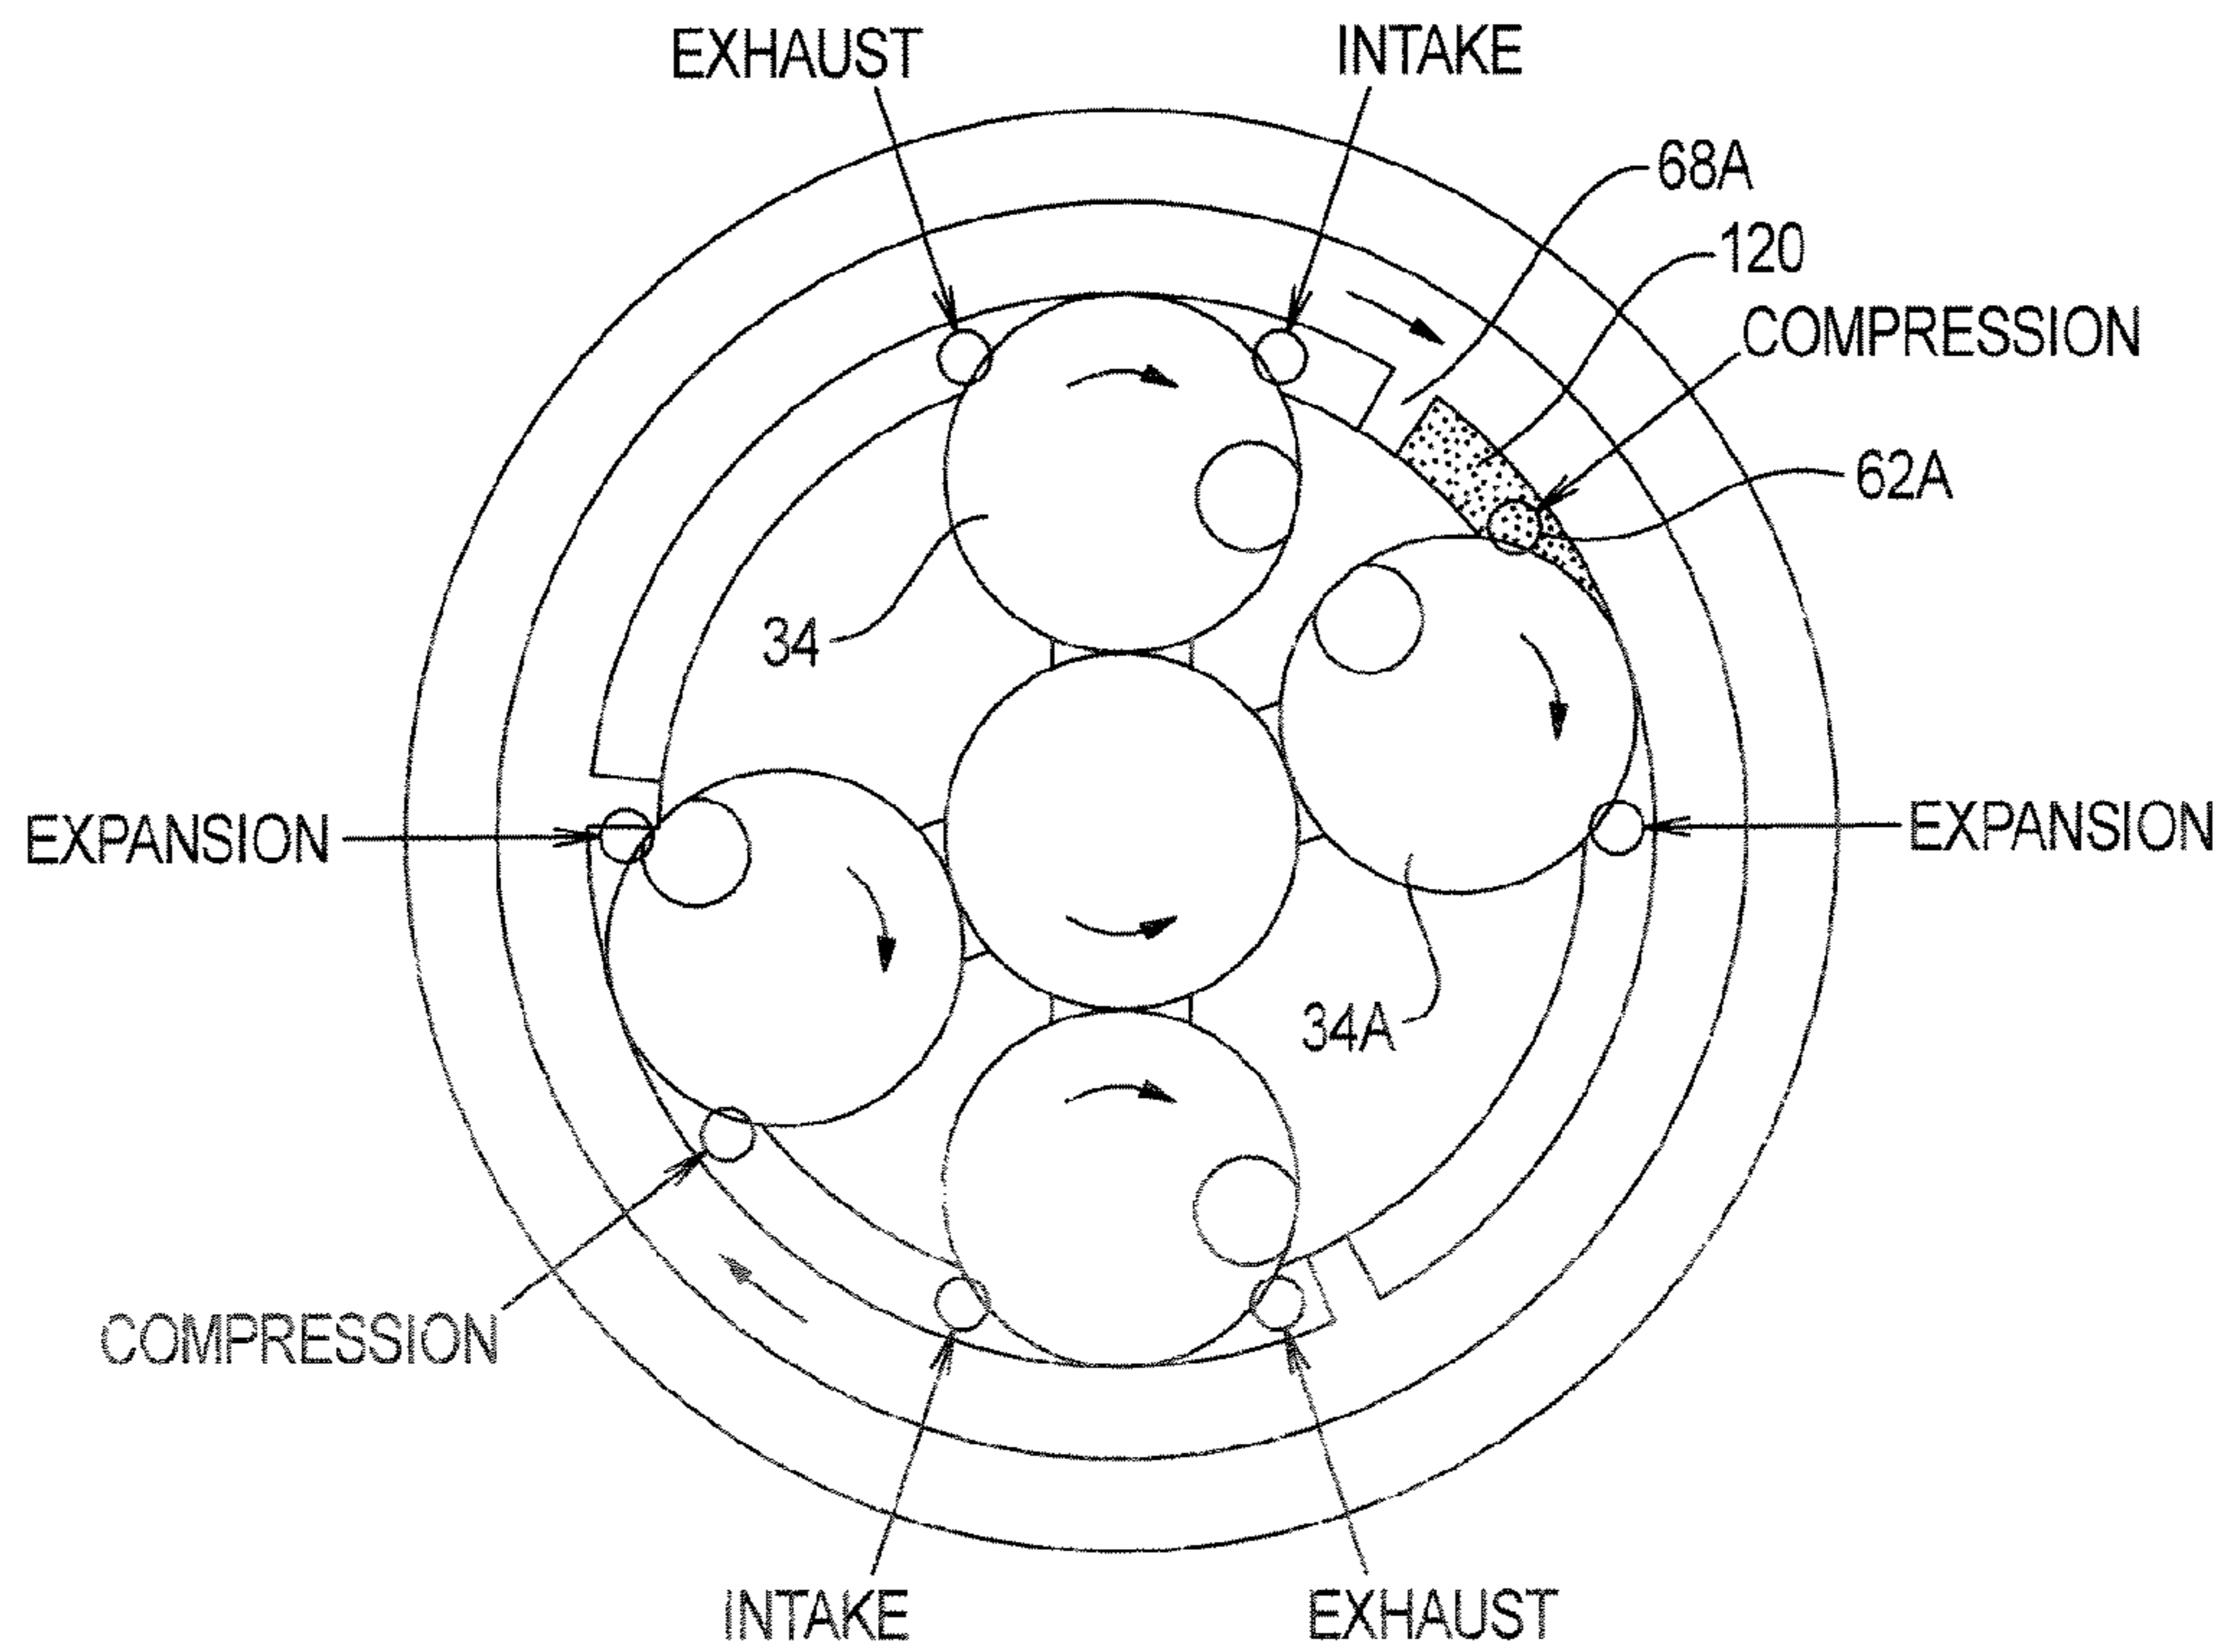 EXHAUST
INTAKE
68A
120
COMPRESSION
62A
34
EXPANSION
EXPANSION
34A
COMPRESSION
INTAKE
EXHAUST